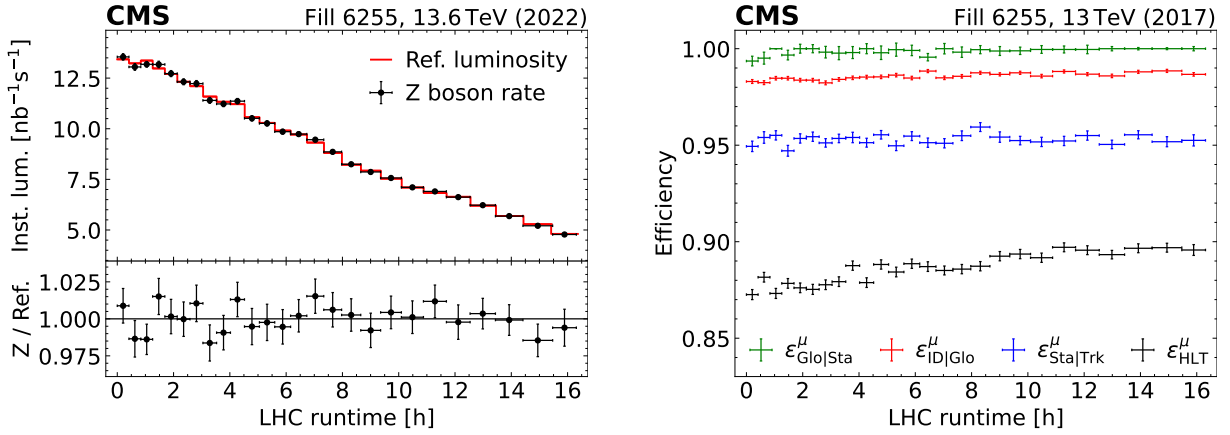 CMS Fill 6255, 13.6 TeV (2022)
Inst. lum. [nb⁻¹s⁻¹]
13.5
12.5
10.0
7.5
5.0
Ref. luminosity
Z boson rate
Z / Ref.
1.025
1.000
0.975
0 2 4 6 8 10 12 14 16
LHC runtime [h]
CMS Fill 6255, 13 TeV (2017)
Efficiency
1.00
0.95
0.90
0.85
ε^μ_Glo|Sta ε^μ_ID|Glo ε^μ_Sta|Trk ε^μ_HLT
0 2 4 6 8 10 12 14 16
LHC runtime [h]